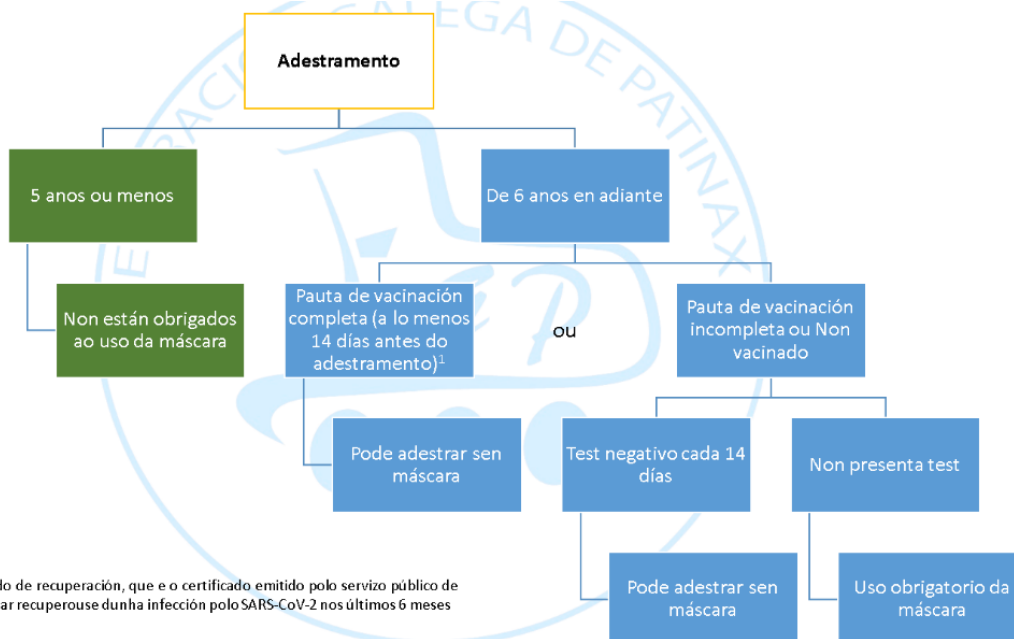 Adestramento
5 anos ou menos
De 6 anos en adiante
Non están obrigados
ao uso da máscara
Pauta de vacinación
completa (a lo menos
14 días antes do
adestramento)1
ou
Pauta de vacinación
incompleta ou Non
vacinado
Pode adestrar sen
máscara
Test negativo cada 14
días
Non presenta test
Pode adestrar sen
máscara
Uso obrigatorio da
máscara
do de recuperación, que e o certificado emitido polo servizo público de
ar recuperouse dunha infección polo SARS-CoV-2 nos últimos 6 meses
GALEGA DE PATINAX